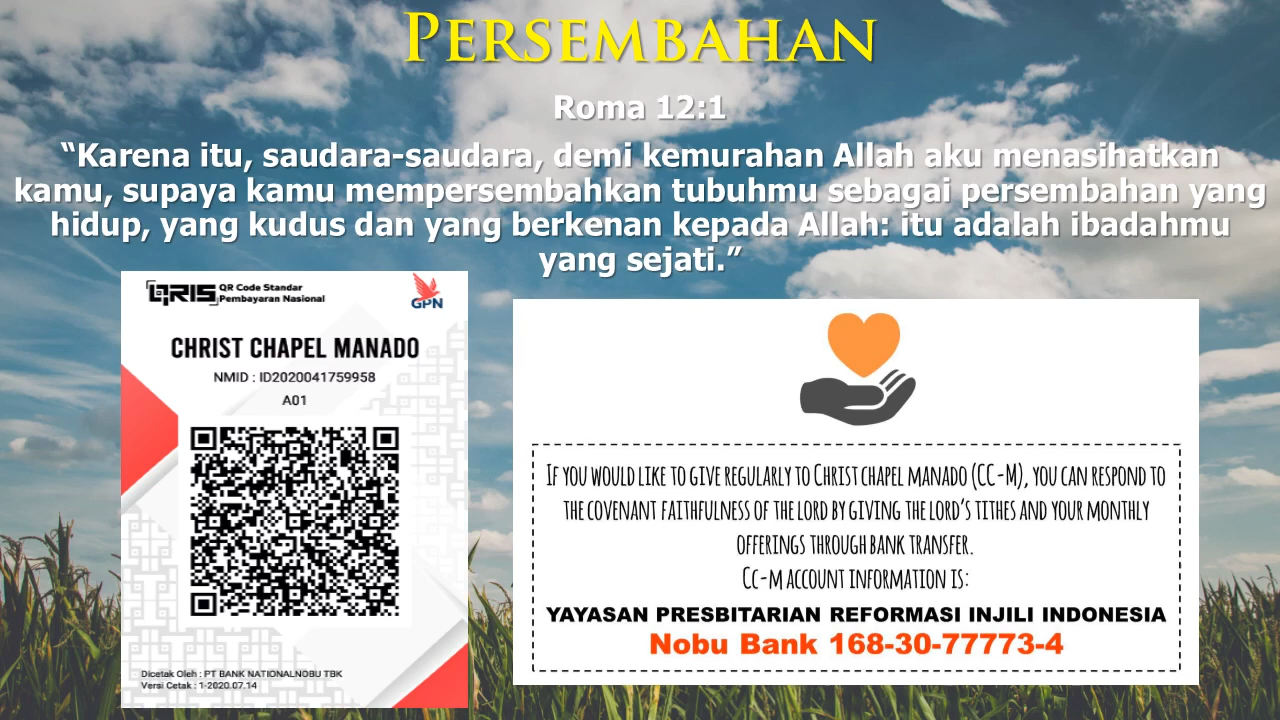 PERSEMBAHAN
Roma 12:1
“Karena itu, saudara-saudara, demi kemurahan Allah aku menasihatkan
kamu, supaya kamu mempersembahkan tubuhmu sebagai persembahan yang
hidup, yang kudus dan yang berkenan kepada Allah: itu adalah ibadahmu
yang sejati.”
QRIS QR Code Standar
Pembayaran Nasional
GPN
CHRIST CHAPEL MANADO
NMID : ID2020041759958
A01
Dicetak Oleh : PT BANK NATIONALNOBU TBK
Versi Cetak : 1-2020.07.14
IF YOU WOULD LIKE TO GIVE REGULARLY TO CHRIST CHAPEL MANADO (CC-M), YOU CAN RESPOND TO
THE COVENANT FAITHFULNESS OF THE LORD BY GIVING THE LORD’S TITHES AND YOUR MONTHLY
OFFERINGS THROUGH BANK TRANSFER.
CC-M ACCOUNT INFORMATION IS:
YAYASAN PRESBITARIAN REFORMASI INJILI INDONESIA
Nobu Bank 168-30-77773-4